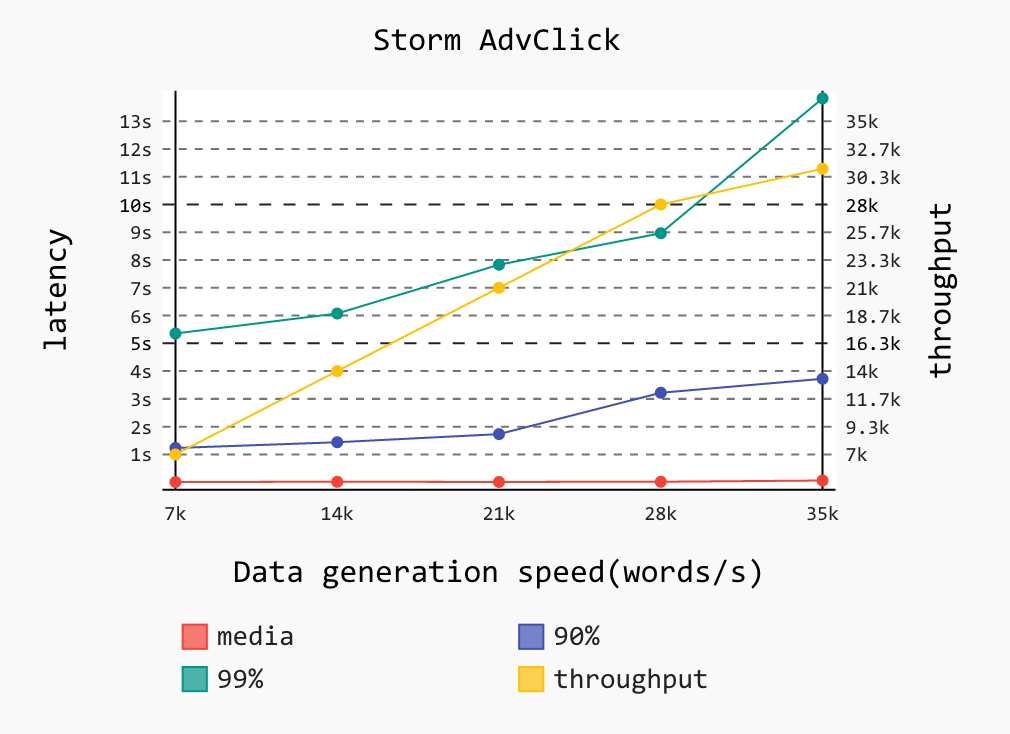 Storm AdvClick
13s
12s
11s
10s
9s
8s
7s
6s
5s
4s
3s
2s
1s
latency
35k
32.7k
30.3k
28k
25.7k
23.3k
21k
18.7k
16.3k
14k
11.7k
9.3k
7k
throughput
7k 14k 21k 28k 35k
Data generation speed(words/s)
media 90%
99% throughput